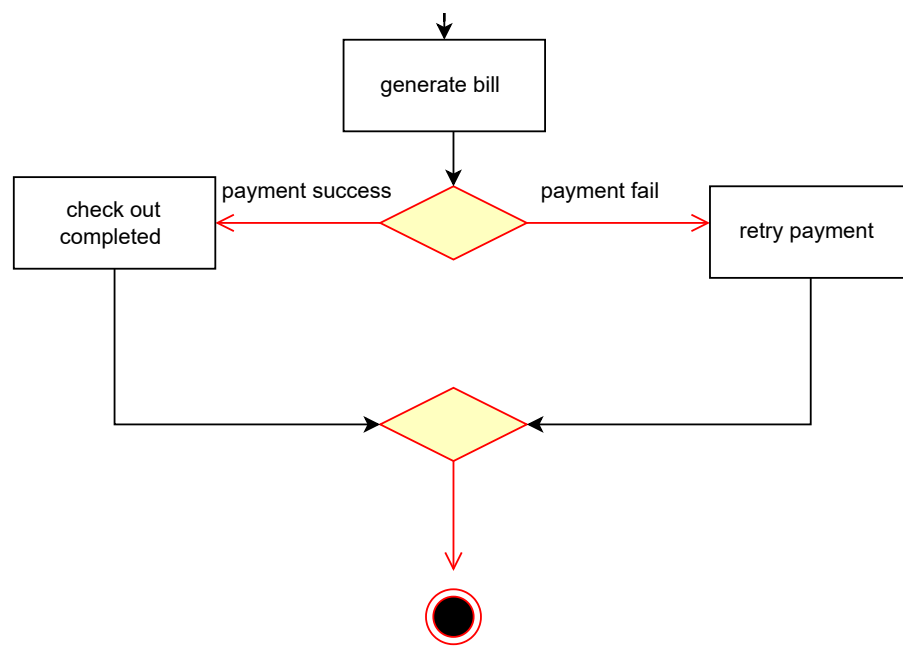 generate bill
payment success
payment fail
check out
completed
retry payment